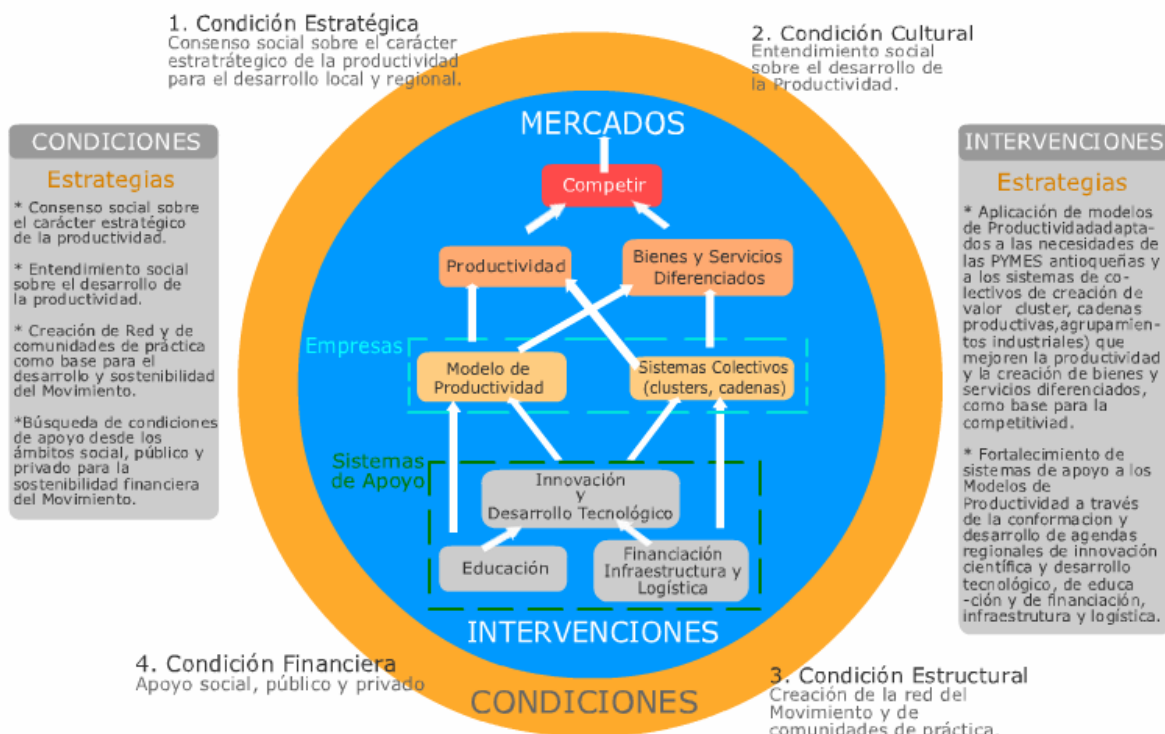 1. Condición Estratégica
Consenso social sobre el carácter
estratrátegico de la productividad
para el desarrollo local y regional.
2. Condición Cultural
Entendimiento social
sobre el desarrollo de
la Productividad.
CONDICIONES
Estrategias
* Consenso social sobre
el carácter estratégico
de la productividad.
* Entendimiento social
sobre el desarrollo de
la productividad.
* Creación de Red y de
comunidades de práctica
como base para el
desarrollo y sostenibilidad
del Movimiento.
*Búsqueda de condiciones
de apoyo desde los
ámbitos social, público y
privado para la
sostenibilidad financiera
del Movimiento.
MERCADOS
Competir
Productividad
Bienes y Servicios
Diferenciados
Empresas
Modelo de
Productividad
Sistemas Colectivos
(clusters, cadenas)
Sistemas
de Apoyo
Innovación
y
Desarrollo Tecnológico
Educación
Financiación
Infraestructura y
Logística
INTERVENCIONES
CONDICIONES
INTERVENCIONES
Estrategias
* Aplicación de modelos
de Productividadadapta-
dos a las necesidades de
las PYMES antioqueñas y
a los sistemas de co-
lectivos de creación de
valor cluster, cadenas
productivas,agrupamien-
tos industriales) que
mejoren la productividad
y la creación de bienes y
servicios diferenciados,
como base para la
competitiviad.
* Fortalecimiento de
sistemas de apoyo a los
Modelos de
Productividad a través
de la conformacion y
desarrollo de agendas
regionales de innovación
científica y desarrollo
tecnológico, de educa
-ción y de financiación,
infraestrutura y logística.
4. Condición Financiera
Apoyo social, público y privado
3. Condición Estructural
Creación de la red del
Movimiento y de
comunidades de práctica.